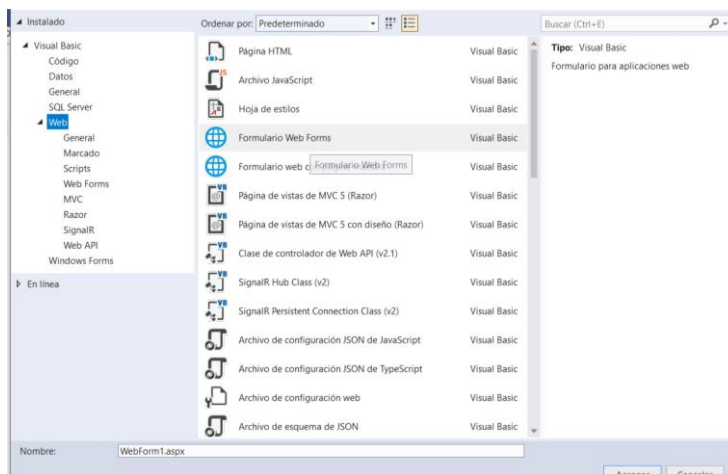 Instalado
Ordenar por: Predeterminado
Buscar (Ctrl+E)
Visual Basic
Código
Datos
General
SQL Server
Web
General
Marcado
Scripts
Web Forms
MVC
Razor
SignalR
Web API
Windows Forms
En línea
Página HTML Visual Basic
Archivo JavaScript Visual Basic
Hoja de estilos Visual Basic
Formulario Web Forms Visual Basic
Formulario web c Formulario Web Forms Visual Basic
Página de vistas de MVC 5 (Razor) Visual Basic
Página de vistas de MVC 5 con diseño (Razor) Visual Basic
Clase de controlador de Web API (v2.1) Visual Basic
SignalR Hub Class (v2) Visual Basic
SignalR Persistent Connection Class (v2) Visual Basic
Archivo de configuración JSON de JavaScript Visual Basic
Archivo de configuración JSON de TypeScript Visual Basic
Archivo de configuración web Visual Basic
Archivo de esquema de JSON Visual Basic
Tipo: Visual Basic
Formulario para aplicaciones web
Nombre: WebForm1.aspx
Agregar Cancelar